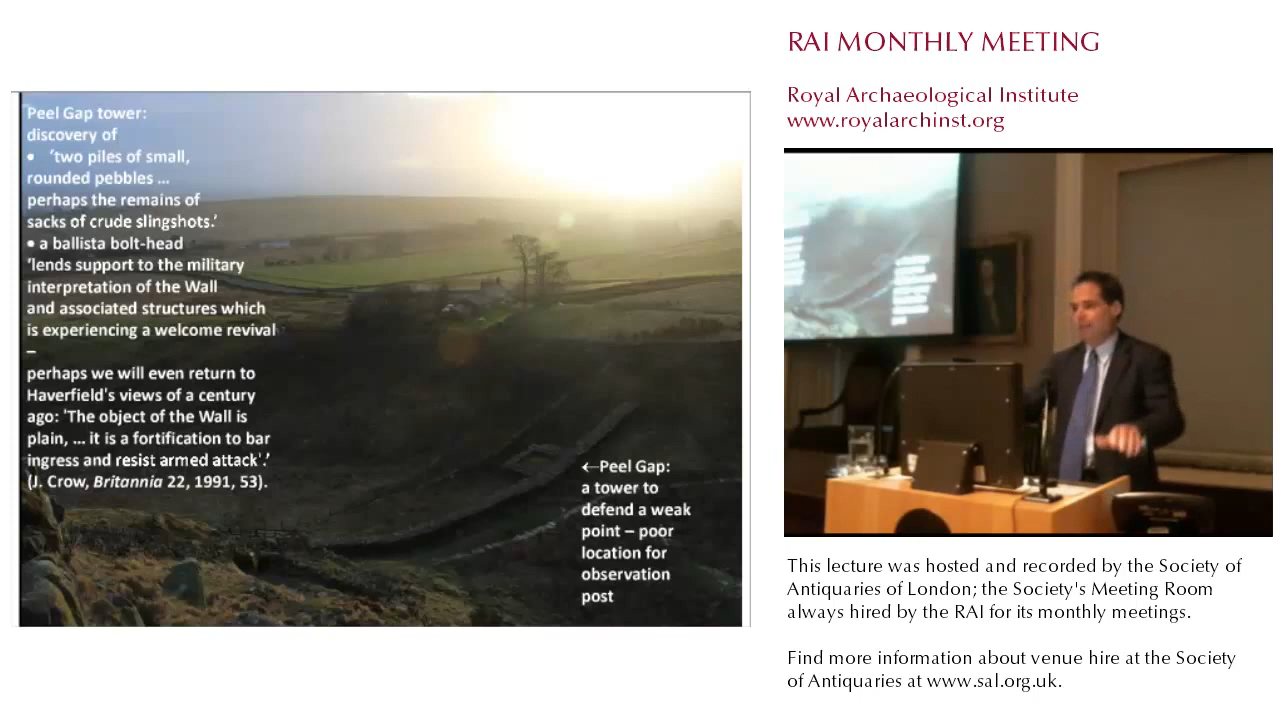 Peel Gap tower:
discovery of
• ‘two piles of small,
rounded pebbles ...
perhaps the remains of
sacks of crude slingshots.’
• a ballista bolt-head
‘lends support to the military
interpretation of the Wall
and associated structures which
is experiencing a welcome revival
–
perhaps we will even return to
Haverfield's views of a century
ago: 'The object of the Wall is
plain, ... it is a fortification to bar
ingress and resist armed attack'.’
(J. Crow, Britannia 22, 1991, 53).
←Peel Gap:
a tower to
defend a weak
point – poor
location for
observation
post
RAI MONTHLY MEETING
Royal Archaeological Institute
www.royalarchinst.org
This lecture was hosted and recorded by the Society of
Antiquaries of London; the Society's Meeting Room
always hired by the RAI for its monthly meetings.
Find more information about venue hire at the Society
of Antiquaries at www.sal.org.uk.